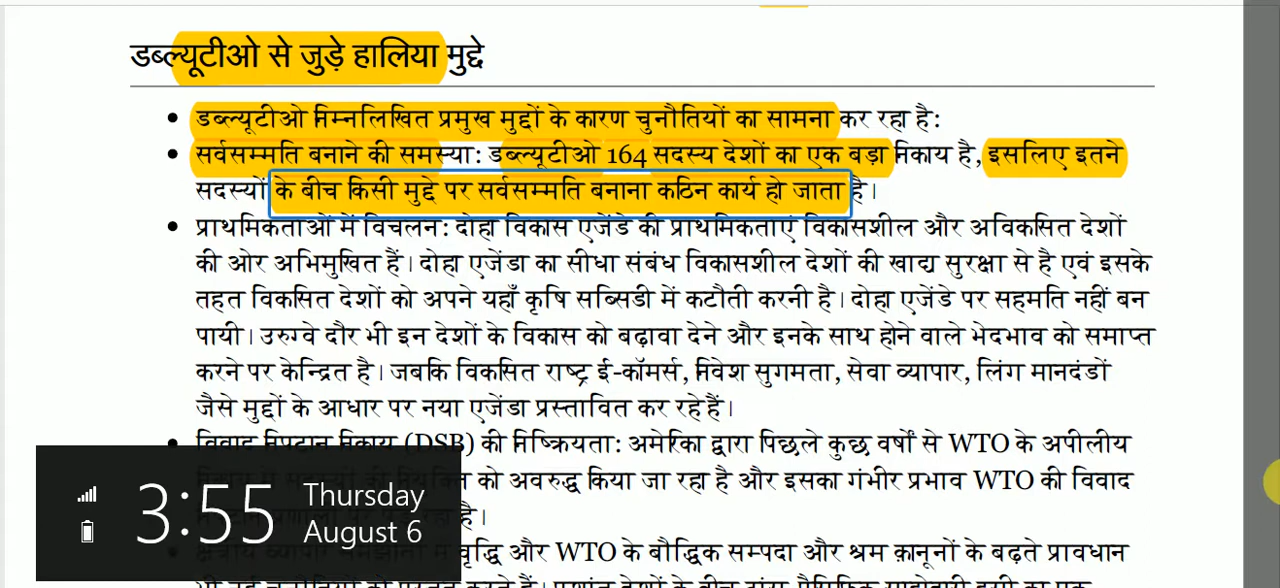 डब्ल्यूटीओ से जुड़े हालिया मुद्दे
• डब्ल्यूटीओ निम्नलिखित प्रमुख मुद्दों के कारण चुनौतियों का सामना कर रहा है:
• सर्वसम्मति बनाने की समस्या: डब्ल्यूटीओ 164 सदस्य देशों का एक बड़ा निकाय है, इसलिए इतने
सदस्यों के बीच किसी मुद्दे पर सर्वसम्मति बनाना कठिन कार्य हो जाता है।
• प्राथमिकताओं में विचलन: दोहा विकास एजेंडे की प्राथमिकताएं विकासशील और अविकसित देशों
की ओर अभिमुखित हैं। दोहा एजेंडा का सीधा संबंध विकासशील देशों की खाद्य सुरक्षा से है एवं इसके
तहत विकसित देशों को अपने यहाँ कृषि सब्सिडी में कटौती करनी है। दोहा एजेंडे पर सहमति नहीं बन
पायी। उरुग्वे दौर भी इन देशों के विकास को बढ़ावा देने और इनके साथ होने वाले भेदभाव को समाप्त
करने पर केन्द्रित है। जबकि विकसित राष्ट्र ई-कॉमर्स, निवेश सुगमता, सेवा व्यापार, लिंग मानदंडों
जैसे मुद्दों के आधार पर नया एजेंडा प्रस्तावित कर रहे हैं।
• विवाद निपटान निकाय (DSB) की निष्क्रियता: अमेरिका द्वारा पिछले कुछ वर्षों से WTO के अपीलीय
को अवरुद्ध किया जा रहा है और इसका गंभीर प्रभाव WTO की विवाद
है।
वृद्धि और WTO के बौद्धिक सम्पदा और श्रम क़ानूनों के बढ़ते प्रावधान
3:55
Thursday
August 6